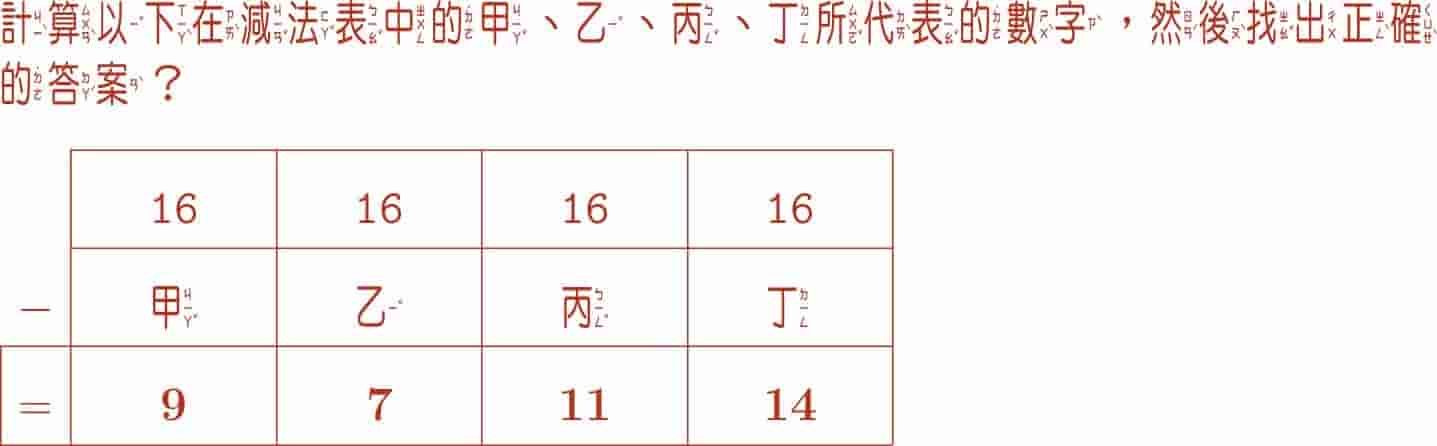 計算以下在減法表中的甲、乙、丙、丁所代表的數字，然後找出正確
的答案？
16 16 16 16
− 甲 乙 丙 丁
= 9 7 11 14